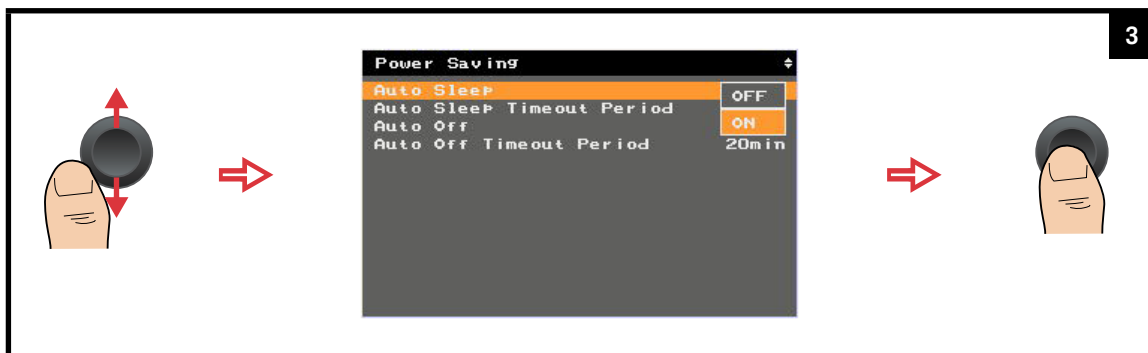 3
Power Saving
Auto Sleep OFF
Auto Sleep Timeout Period
Auto Off ON
Auto Off Timeout Period 20min